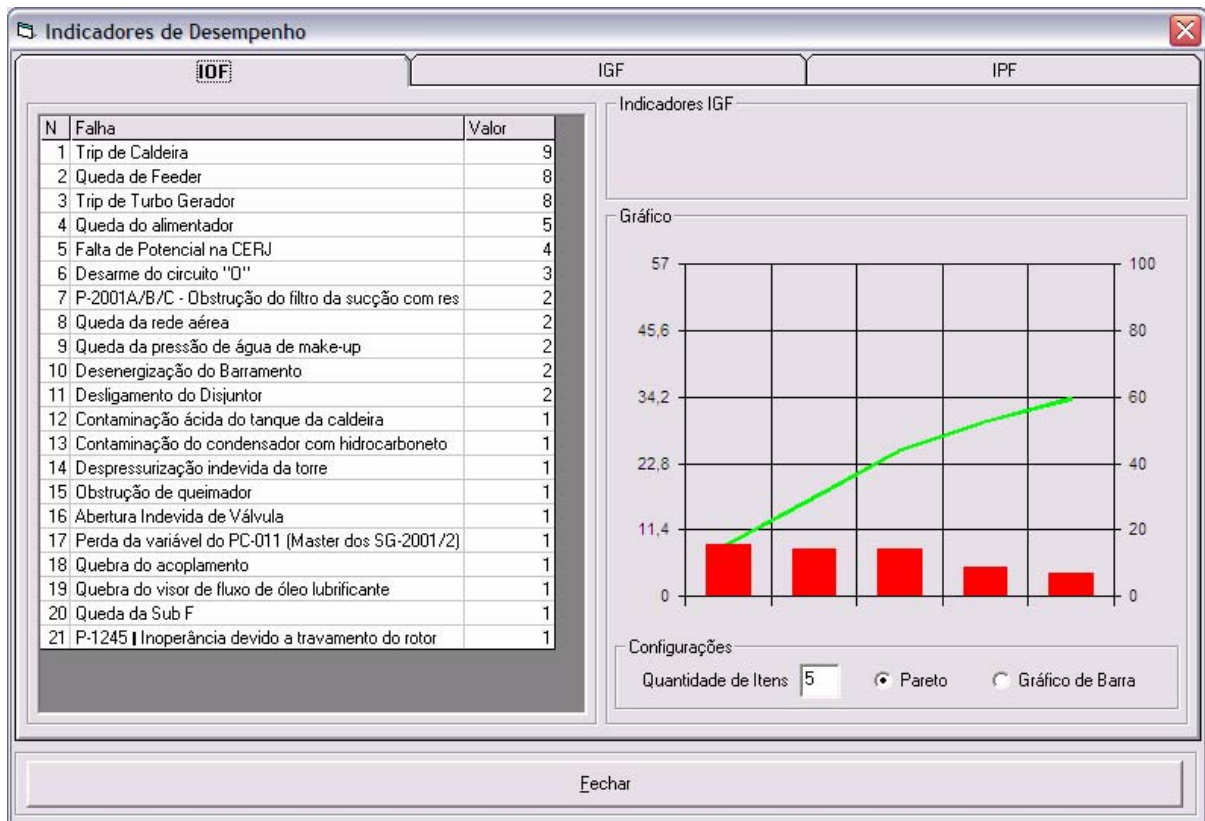 Indicadores de Desempenho
IOF IGF IPF
N Falha Valor
1 Trip de Caldeira 9
2 Queda de Feeder 8
3 Trip de Turbo Gerador 8
4 Queda do alimentador 5
5 Falta de Potencial na CERJ 4
6 Desarme do circuito "O" 3
7 P-2001A/B/C - Obstrução do filtro da sucção com res 2
8 Queda da rede aérea 2
9 Queda da pressão de água de make-up 2
10 Desenergização do Barramento 2
11 Desligamento do Disjuntor 2
12 Contaminação ácida do tanque da caldeira 1
13 Contaminação do condensador com hidrocarboneto 1
14 Despressurização indevida da torre 1
15 Obstrução de queimador 1
16 Abertura Indevida de Válvula 1
17 Perda da variável do PC-011 (Master dos SG-2001/2) 1
18 Quebra do acoplamento 1
19 Quebra do visor de fluxo de óleo lubrificante 1
20 Queda da Sub F 1
21 P-1245 | Inoperância devido a travamento do rotor 1
Indicadores IGF
Gráfico
57 100
45,6 80
34,2 60
22,8 40
11,4 20
0 0
Configurações
Quantidade de Itens 5 Pareto Gráfico de Barra
Fechar